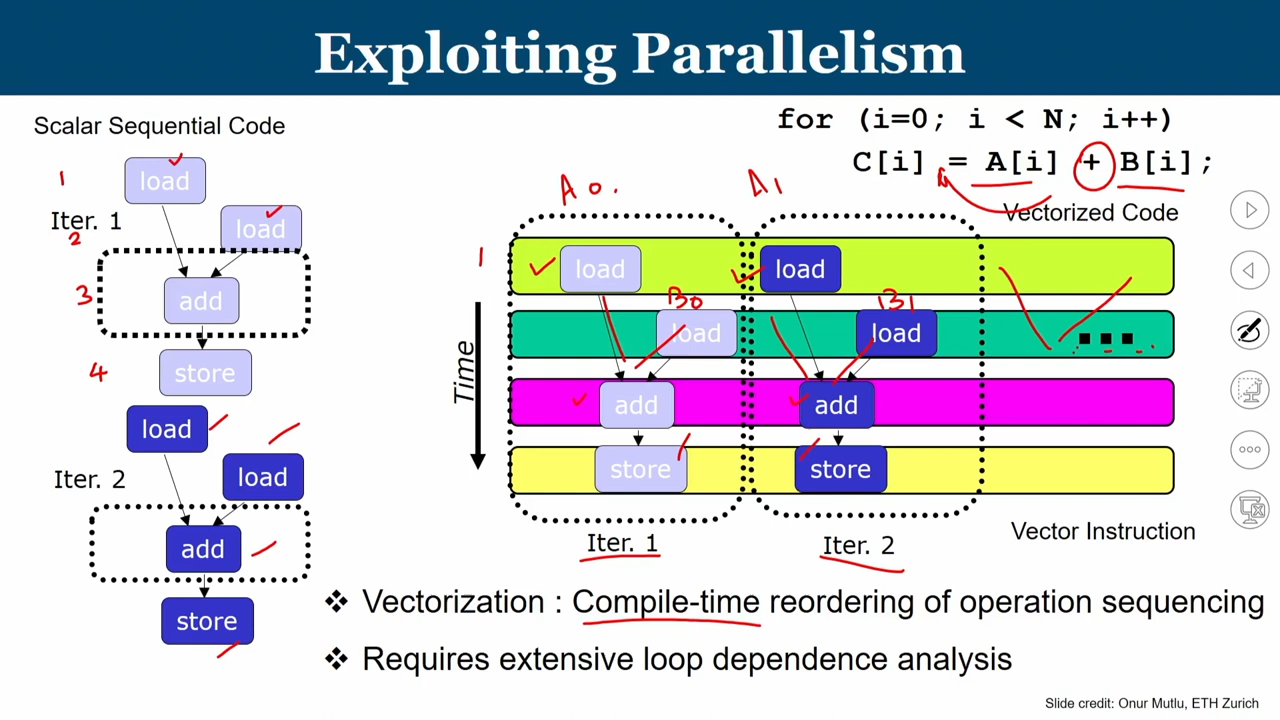 Exploiting Parallelism
Scalar Sequential Code
1
load
Iter. 1
2
load
3
add
4
store
load
Iter. 2
load
add
store
for (i=0; i < N; i++)
C[i] = A[i] + B[i];
Vectorized Code
A0.
A1
1
load
load
B0
load
B1
load
...
Time
add
add
store
store
Iter. 1
Iter. 2
Vector Instruction
❖ Vectorization : Compile-time reordering of operation sequencing
❖ Requires extensive loop dependence analysis
Slide credit: Onur Mutlu, ETH Zurich